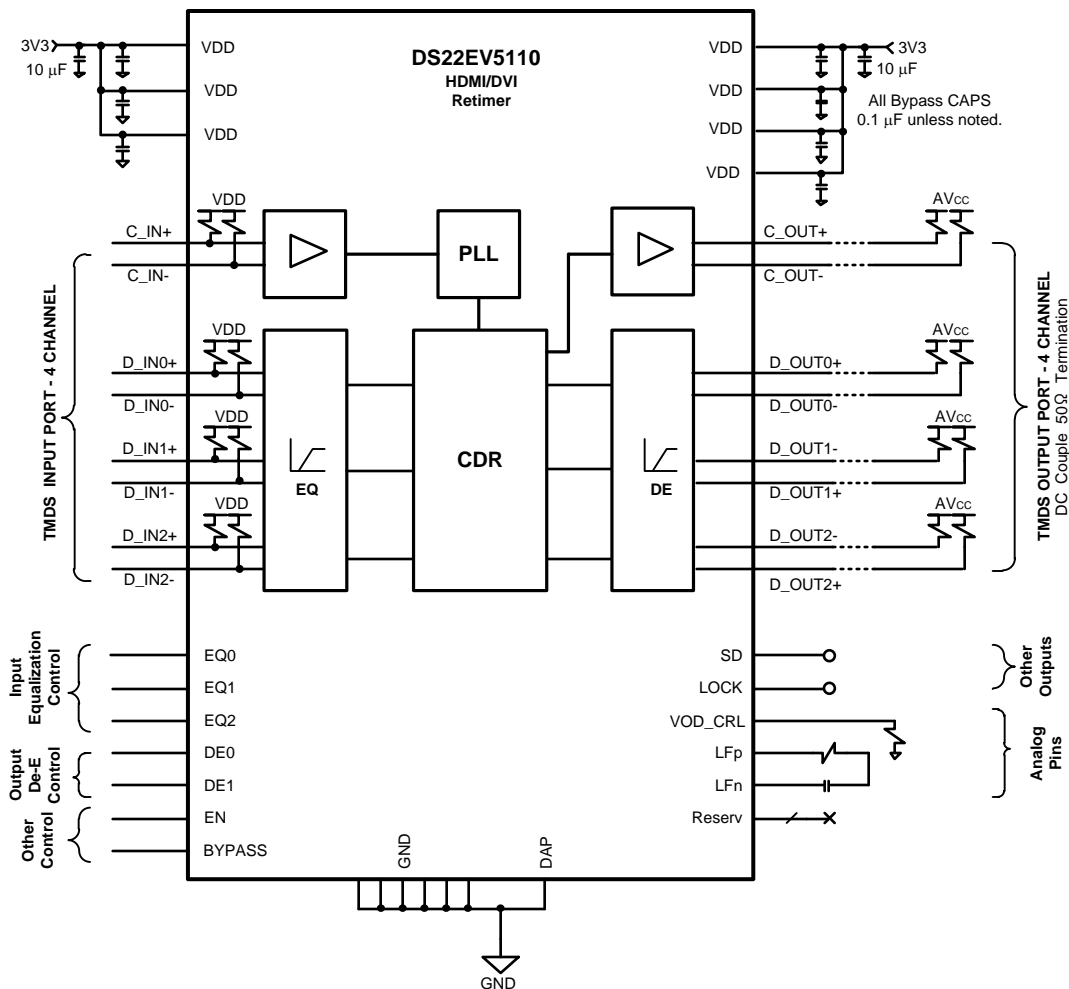 DS22EV5110
HDMI/DVI
Retimer
3V3
10 µF
VDD
VDD
VDD
VDD
VDD
VDD
VDD
3V3
10 µF
All Bypass CAPS
0.1 µF unless noted.
TMDS INPUT PORT - 4 CHANNEL
C_IN+
C_IN-
VDD
D_IN0+
D_IN0-
VDD
D_IN1+
D_IN1-
VDD
D_IN2+
D_IN2-
VDD
PLL
EQ
CDR
DE
C_OUT+
C_OUT-
AVcc
D_OUT0+
D_OUT0-
AVcc
D_OUT1-
D_OUT1+
AVcc
D_OUT2-
D_OUT2+
AVcc
TMDS OUTPUT PORT - 4 CHANNEL
DC Couple 50Ω Termination
Input
Equalization
Control
EQ0
EQ1
EQ2
Output
De-E
Control
DE0
DE1
Other
Control
EN
BYPASS
SD
LOCK
Other
Outputs
VOD_CRL
LFp
LFn
Analog
Pins
Reserv
GND
DAP
GND